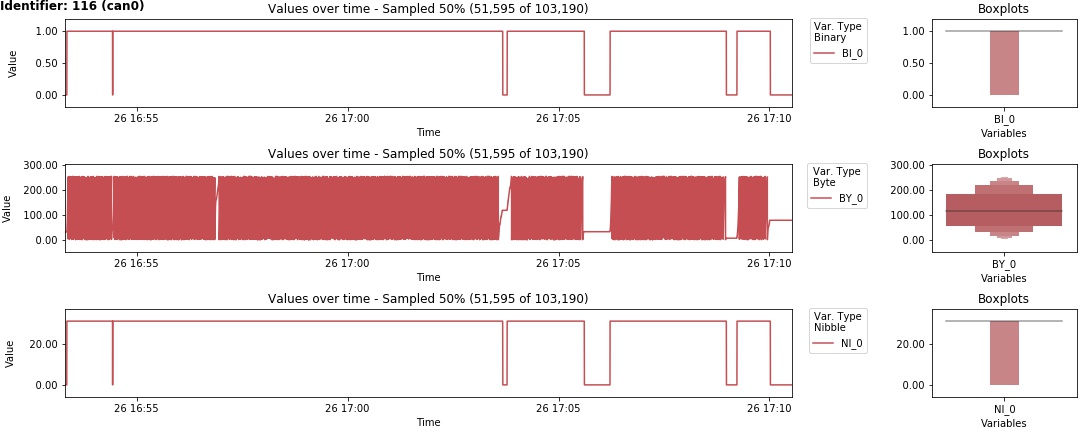 Identifier: 116 (can0)
Values over time - Sampled 50% (51,595 of 103,190)
Boxplots
Value
1.00
0.50
0.00
26 16:55
26 17:00
26 17:05
26 17:10
Time
Var. Type
Binary
BI_0
1.00
0.50
0.00
BI_0
Variables
Values over time - Sampled 50% (51,595 of 103,190)
Boxplots
Value
300.00
200.00
100.00
0.00
26 16:55
26 17:00
26 17:05
26 17:10
Time
Var. Type
Byte
BY_0
300.00
200.00
100.00
0.00
BY_0
Variables
Values over time - Sampled 50% (51,595 of 103,190)
Boxplots
Value
20.00
0.00
26 16:55
26 17:00
26 17:05
26 17:10
Time
Var. Type
Nibble
NI_0
20.00
0.00
NI_0
Variables